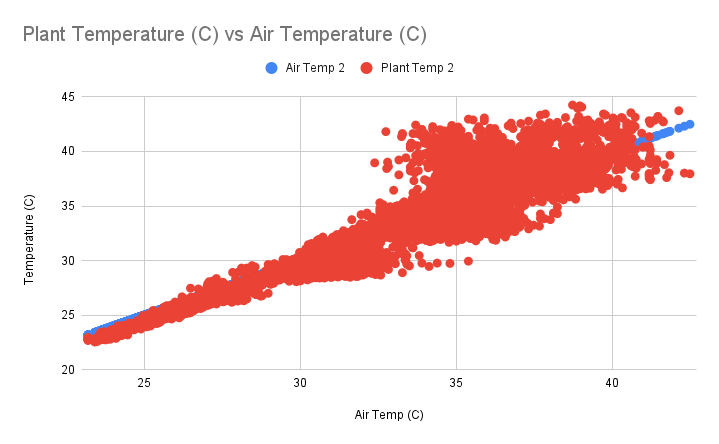 Plant Temperature (C) vs Air Temperature (C)
Air Temp 2 Plant Temp 2
45
40
35
30
25
20
Temperature (C)
25 30 35 40
Air Temp (C)